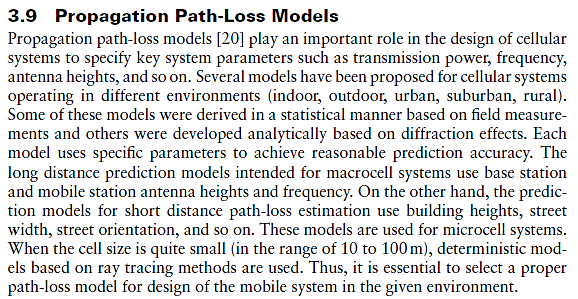 3.9 Propagation Path-Loss Models
Propagation path-loss models [20] play an important role in the design of cellular
systems to specify key system parameters such as transmission power, frequency,
antenna heights, and so on. Several models have been proposed for cellular systems
operating in different environments (indoor, outdoor, urban, suburban, rural).
Some of these models were derived in a statistical manner based on field measure-
ments and others were developed analytically based on diffraction effects. Each
model uses specific parameters to achieve reasonable prediction accuracy. The
long distance prediction models intended for macrocell systems use base station
and mobile station antenna heights and frequency. On the other hand, the predic-
tion models for short distance path-loss estimation use building heights, street
width, street orientation, and so on. These models are used for microcell systems.
When the cell size is quite small (in the range of 10 to 100 m), deterministic mod-
els based on ray tracing methods are used. Thus, it is essential to select a proper
path-loss model for design of the mobile system in the given environment.